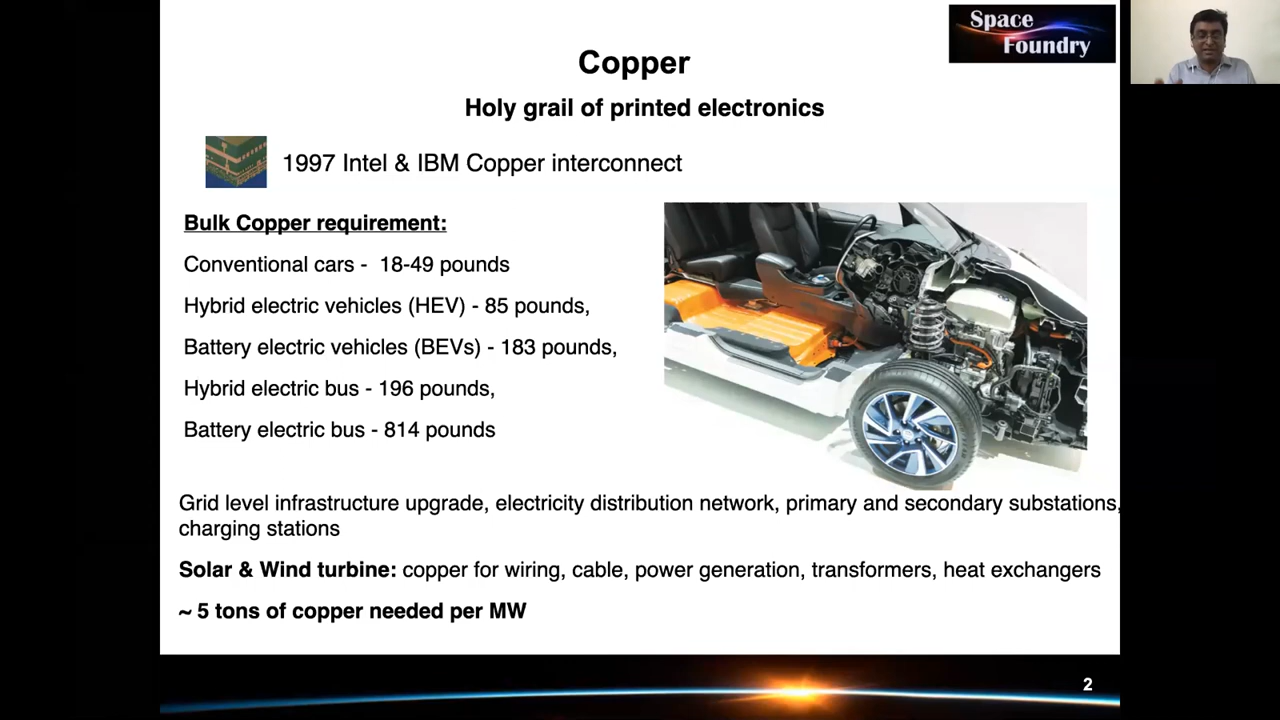 Space
Foundry
Copper
Holy grail of printed electronics
1997 Intel & IBM Copper interconnect
Bulk Copper requirement:
Conventional cars - 18-49 pounds
Hybrid electric vehicles (HEV) - 85 pounds,
Battery electric vehicles (BEVs) - 183 pounds,
Hybrid electric bus - 196 pounds,
Battery electric bus - 814 pounds
Grid level infrastructure upgrade, electricity distribution network, primary and secondary substations,
charging stations
Solar & Wind turbine: copper for wiring, cable, power generation, transformers, heat exchangers
~ 5 tons of copper needed per MW
2